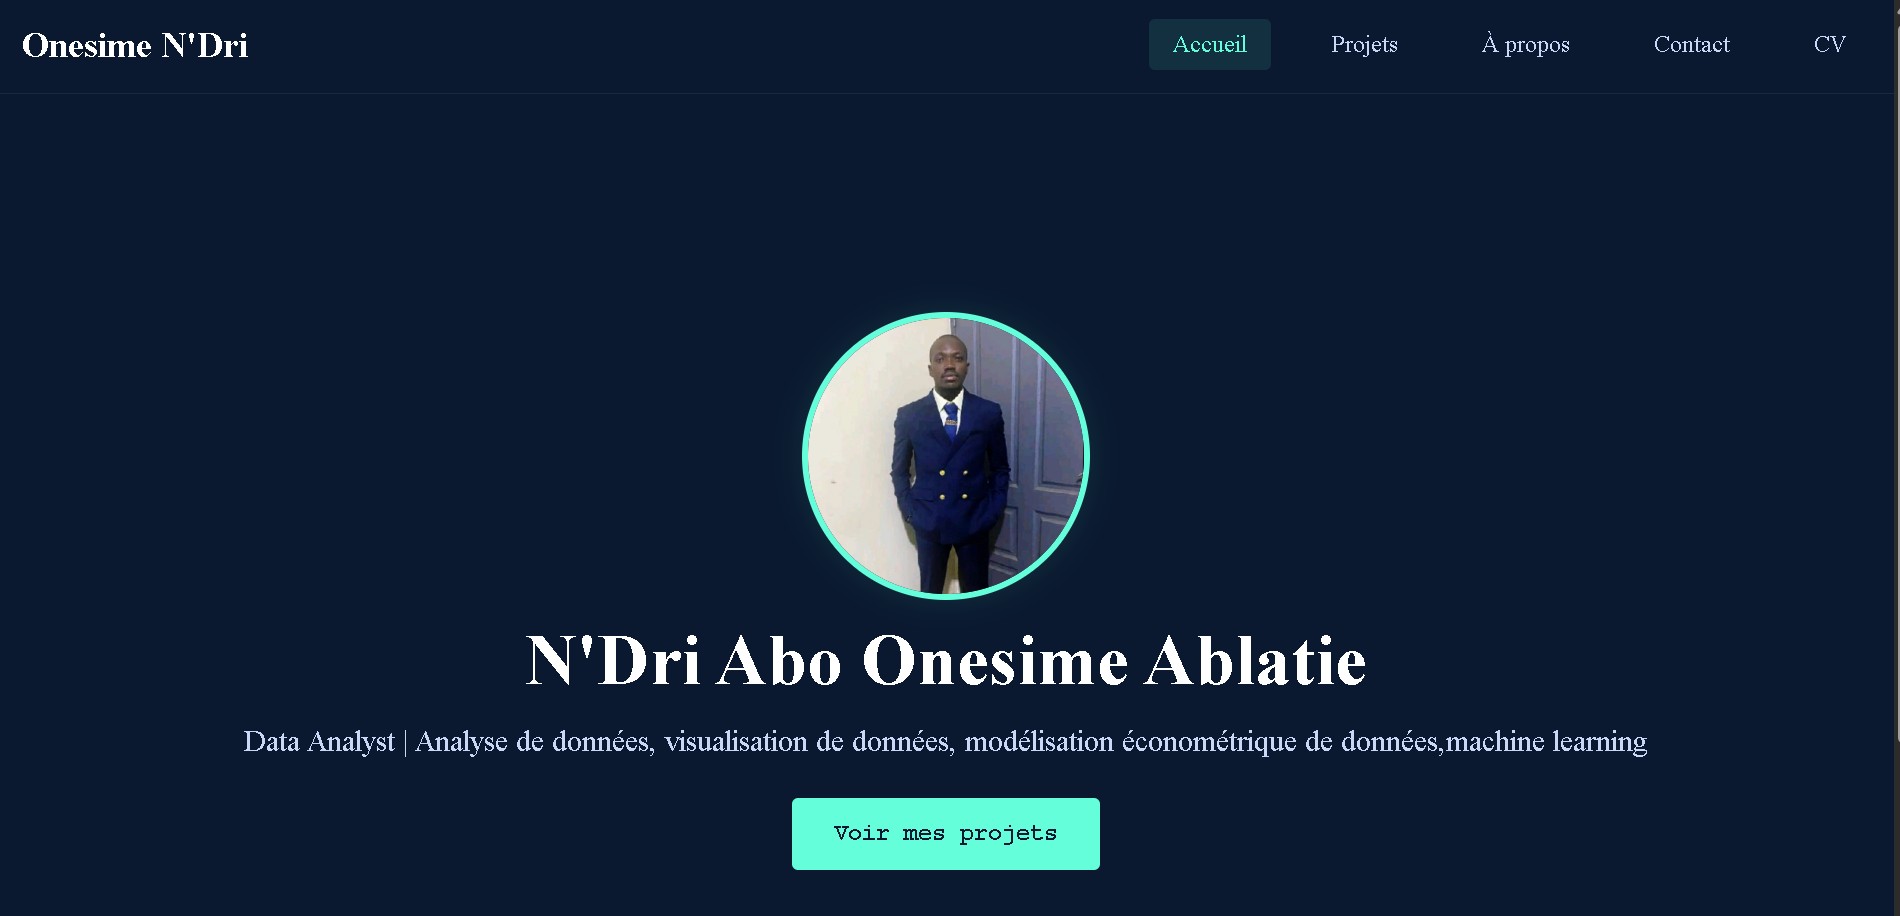 Onesime N'Dri
Accueil
Projets
À propos
Contact
CV
N'Dri Abo Onesime Ablatie
Data Analyst | Analyse de données, visualisation de données, modélisation économétrique de données,machine learning
Voir mes projets